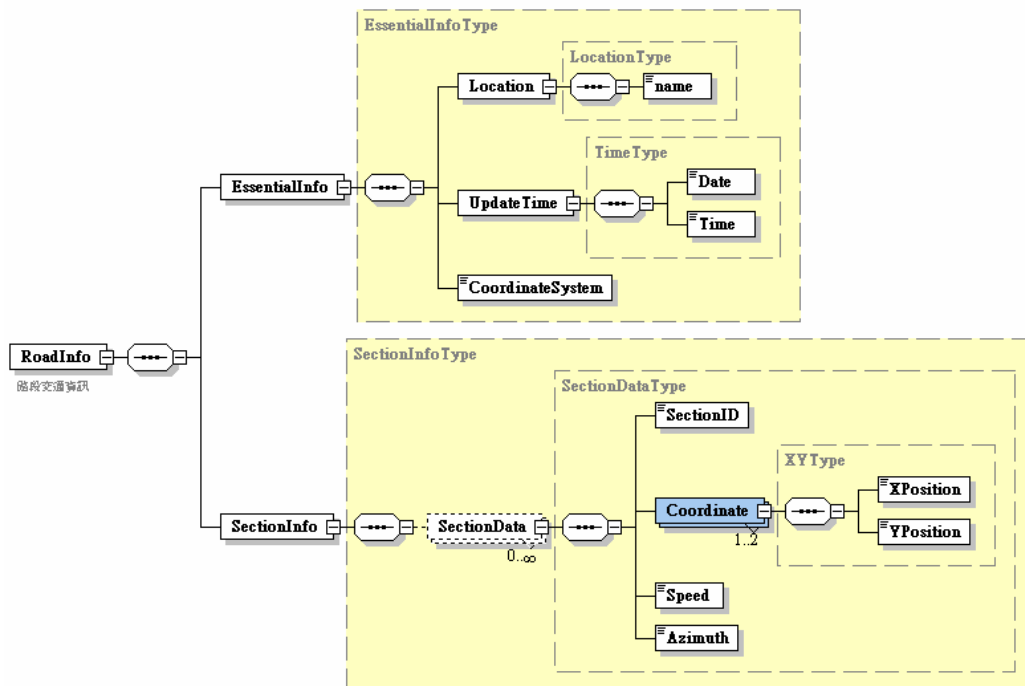 EssentialInfoType
LocationType
Location
name
TimeType
EssentialInfo
UpdateTime
Date
Time
CoordinateSystem
RoadInfo
路段交通資訊
SectionInfoType
SectionDataType
SectionID
XYType
Coordinate
1..2
XPosition
YPosition
SectionInfo
SectionData
0..∞
Speed
Azimuth